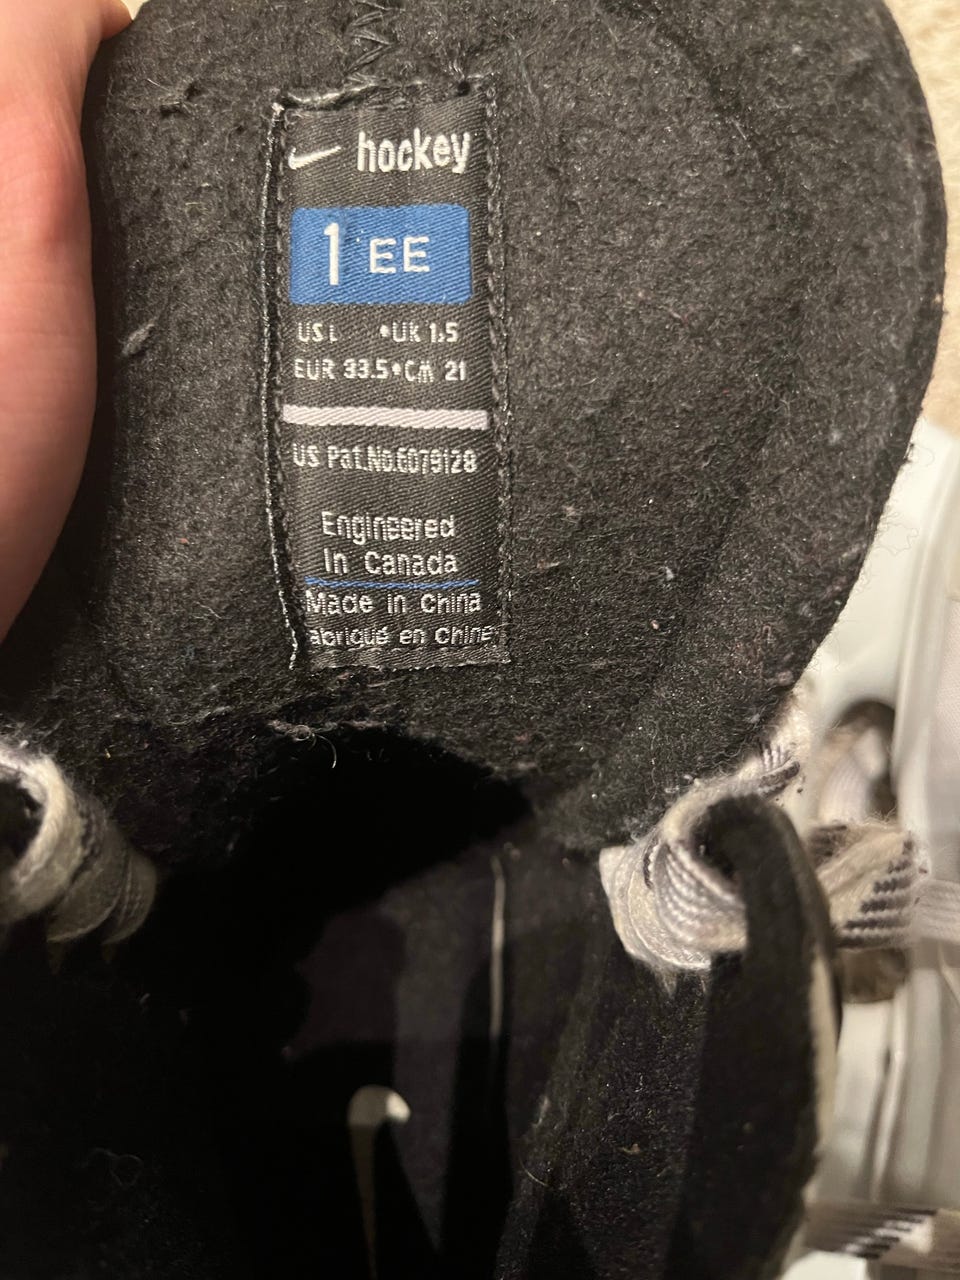 hockey
1 EE
US 1 •UK 1.5
EUR 33.5•CM 21
US Pat.No.6079128
Engineered
In Canada
Made in China
abriqué en Chine